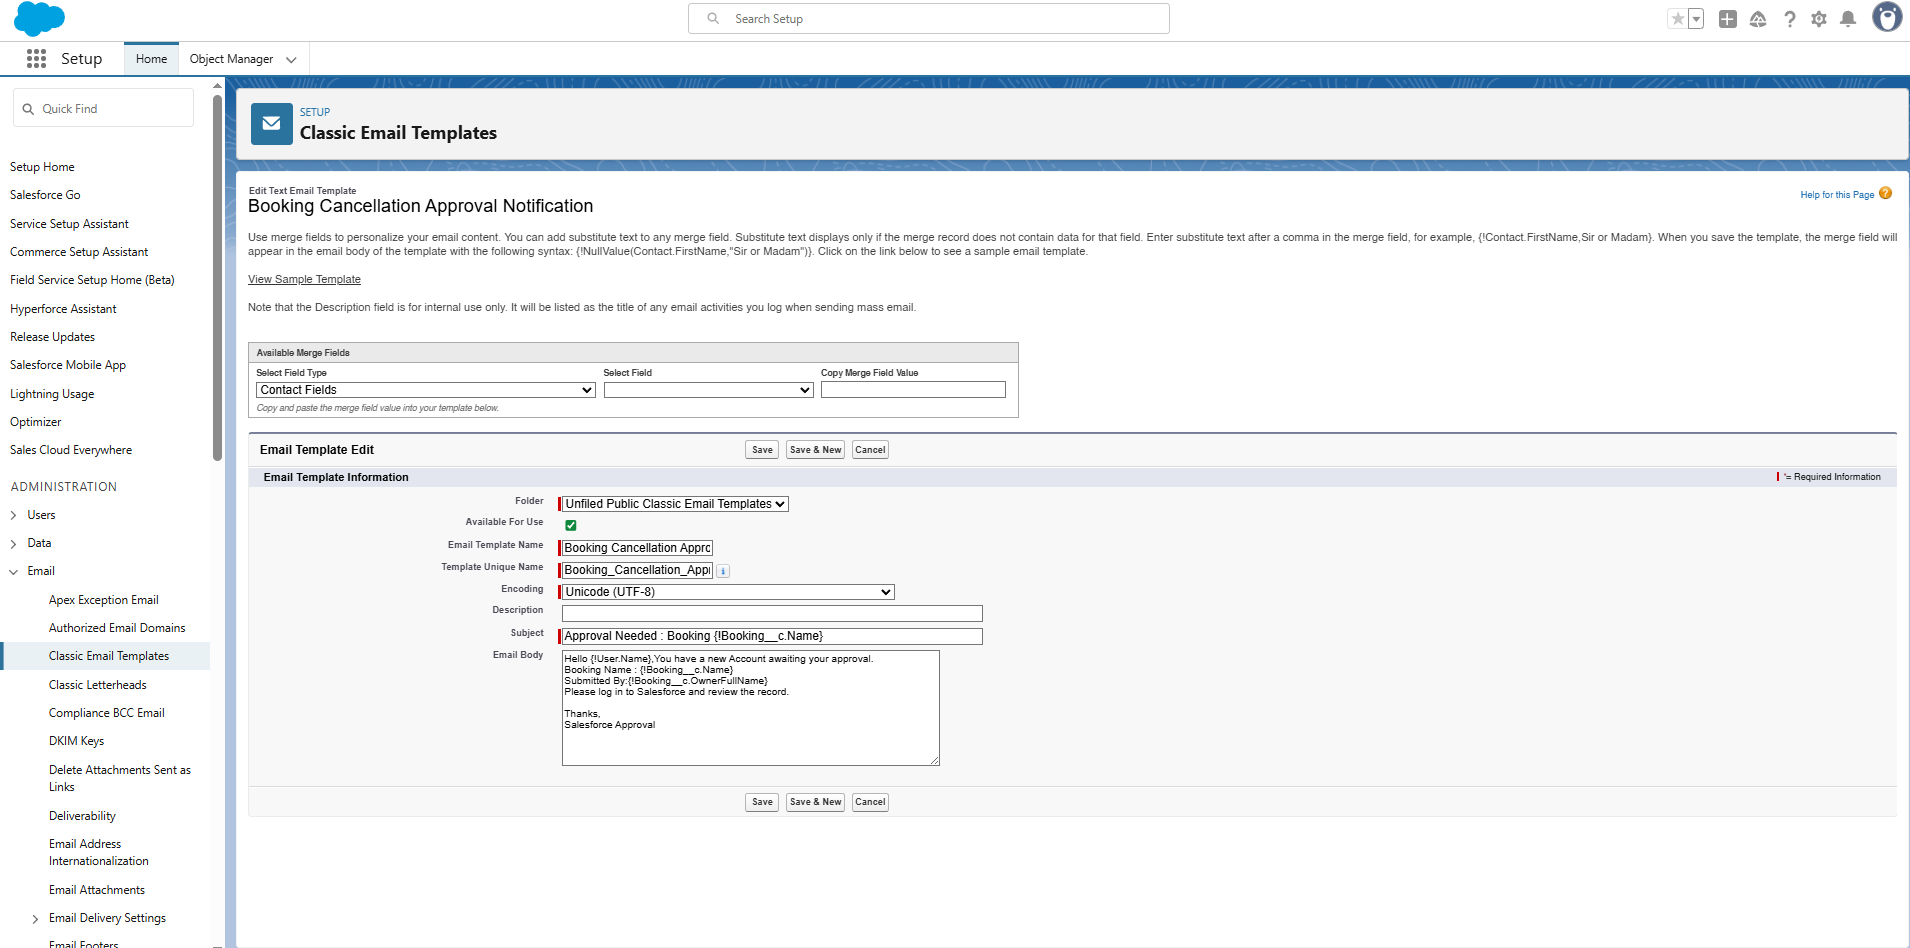 Search Setup
Setup
Home
Object Manager
Quick Find
Setup Home
Salesforce Go
Service Setup Assistant
Commerce Setup Assistant
Field Service Setup Home (Beta)
Hyperforce Assistant
Release Updates
Salesforce Mobile App
Lightning Usage
Optimizer
Sales Cloud Everywhere
ADMINISTRATION
Users
Data
Email
Apex Exception Email
Authorized Email Domains
Classic Email Templates
Classic Letterheads
Compliance BCC Email
DKIM Keys
Delete Attachments Sent as
Links
Deliverability
Email Address
Internationalization
Email Attachments
Email Delivery Settings
Email Footers
SETUP
Classic Email Templates
Edit Text Email Template
Booking Cancellation Approval Notification
Help for this Page
Use merge fields to personalize your email content. You can add substitute text to any merge field. Substitute text displays only if the merge record does not contain data for that field. Enter substitute text after a comma in the merge field, for example, {!Contact.FirstName,Sir or Madam}. When you save the template, the merge field will
appear in the email body of the template with the following syntax: {!NullValue(Contact.FirstName,"Sir or Madam")}. Click on the link below to see a sample email template.
View Sample Template
Note that the Description field is for internal use only. It will be listed as the title of any email activities you log when sending mass email.
Available Merge Fields
Select Field Type
Select Field
Copy Merge Field Value
Contact Fields
Copy and paste the merge field value into your template below.
Email Template Edit
Save
Save & New
Cancel
Email Template Information
= Required Information
Folder
Unfiled Public Classic Email Templates
Available For Use
Email Template Name
Booking Cancellation Appro
Template Unique Name
Booking_Cancellation_Appr
Encoding
Unicode (UTF-8)
Description
Subject
Approval Needed : Booking {!Booking__c.Name}
Email Body
Hello {!User.Name},You have a new Account awaiting your approval.
Booking Name : {!Booking__c.Name}
Submitted By:{!Booking__c.OwnerFullName}
Please log in to Salesforce and review the record.
Thanks,
Salesforce Approval
Save
Save & New
Cancel